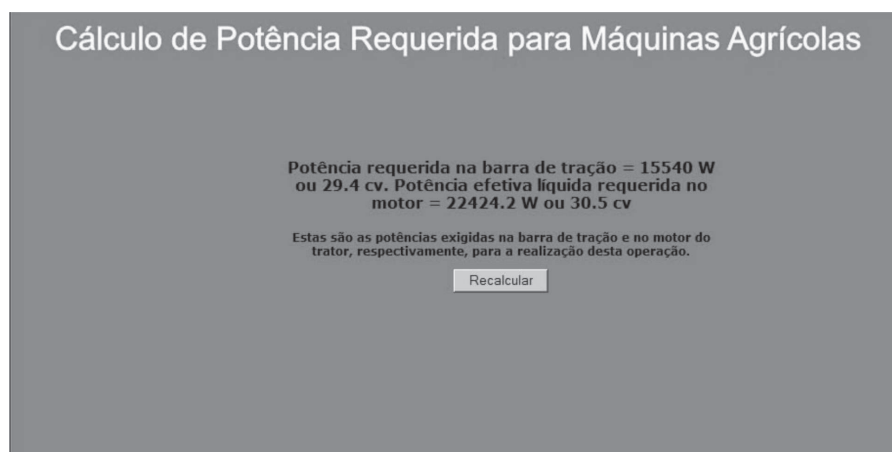 Cálculo de Potência Requerida para Máquinas Agrícolas
Potência requerida na barra de tração = 15540 W
ou 29.4 cv. Potência efetiva líquida requerida no
motor = 22424.2 W ou 30.5 cv
Estas são as potências exigidas na barra de tração e no motor do
trator, respectivamente, para a realização desta operação.
Recalcular